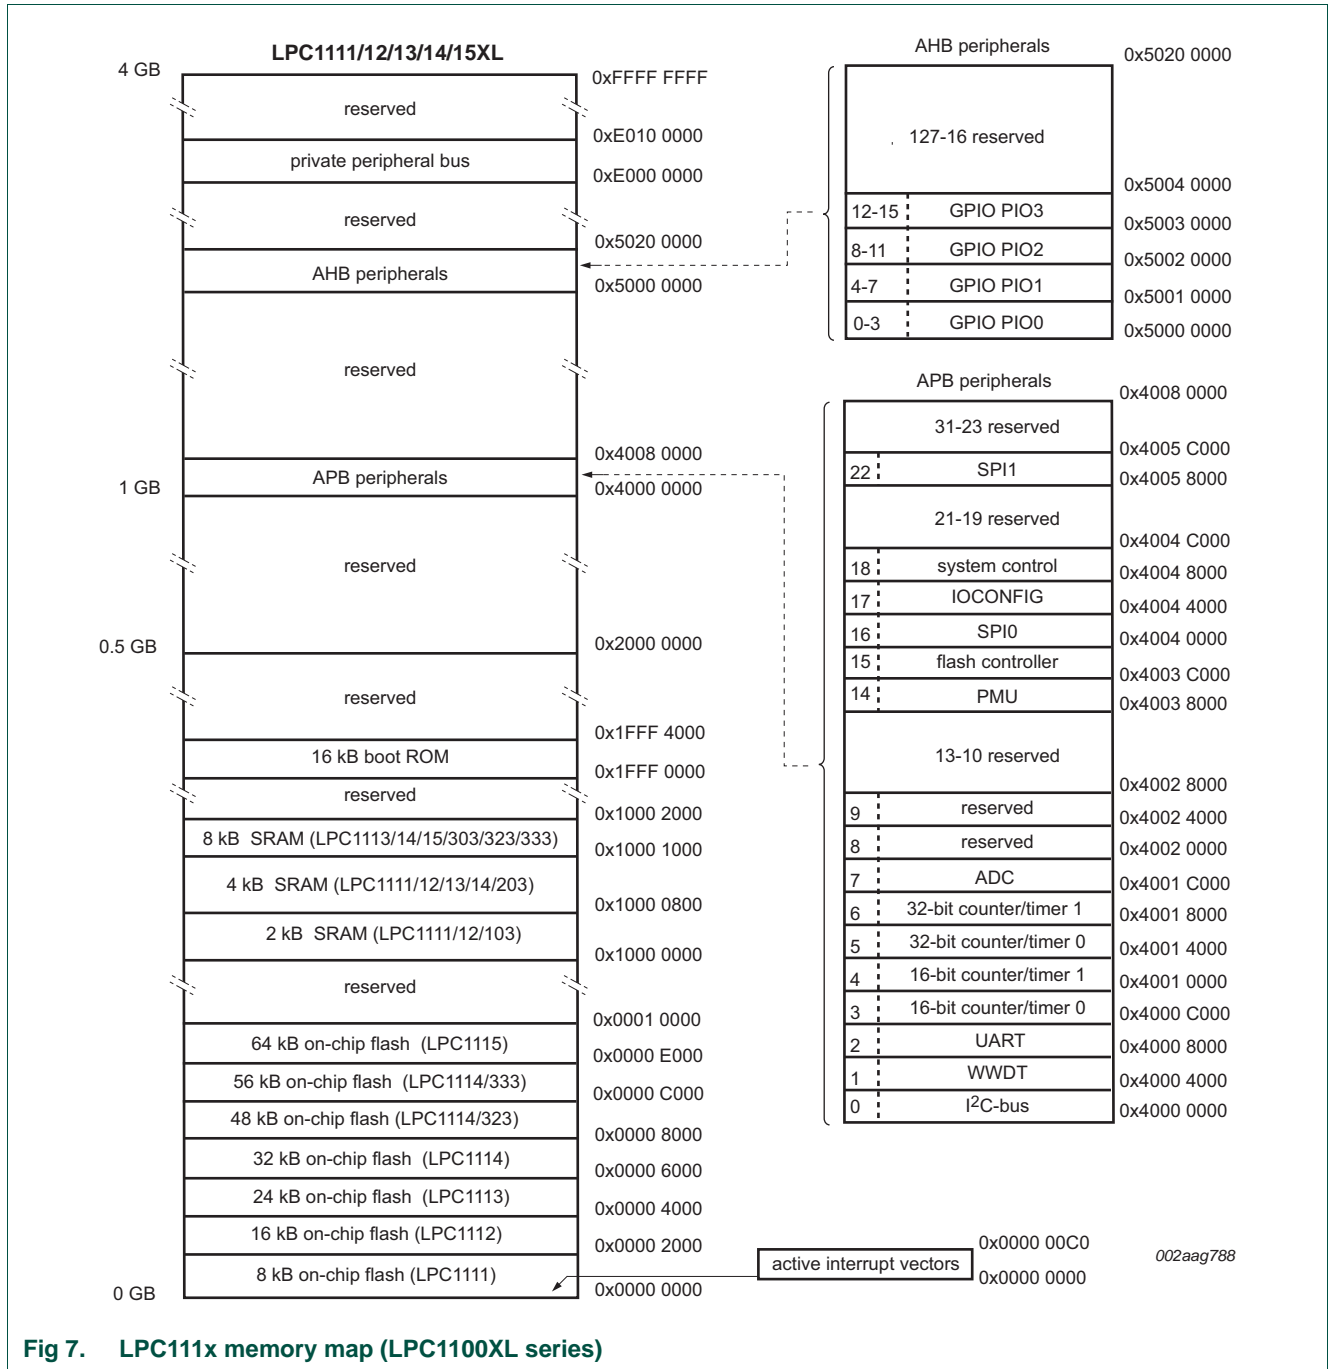 LPC1111/12/13/14/15XL
4 GB
0xFFFF FFFF
reserved
0xE010 0000
private peripheral bus
0xE000 0000
reserved
0x5020 0000
AHB peripherals
0x5000 0000
reserved
0x4008 0000
APB peripherals
1 GB
0x4000 0000
reserved
0.5 GB
0x2000 0000
reserved
0x1FFF 4000
16 kB boot ROM
0x1FFF 0000
reserved
0x1000 2000
8 kB SRAM (LPC1113/14/15/303/323/333)
0x1000 1000
4 kB SRAM (LPC1111/12/13/14/203)
0x1000 0800
2 kB SRAM (LPC1111/12/103)
0x1000 0000
reserved
0x0001 0000
64 kB on-chip flash (LPC1115)
0x0000 E000
56 kB on-chip flash (LPC1114/333)
0x0000 C000
48 kB on-chip flash (LPC1114/323)
0x0000 8000
32 kB on-chip flash (LPC1114)
0x0000 6000
24 kB on-chip flash (LPC1113)
0x0000 4000
16 kB on-chip flash (LPC1112)
0x0000 2000
8 kB on-chip flash (LPC1111)
0x0000 0000
0 GB
AHB peripherals
0x5020 0000
127-16 reserved
0x5004 0000
12-15 GPIO PIO3
0x5003 0000
8-11 GPIO PIO2
0x5002 0000
4-7 GPIO PIO1
0x5001 0000
0-3 GPIO PIO0
0x5000 0000
APB peripherals
0x4008 0000
31-23 reserved
0x4005 C000
22 SPI1
0x4005 8000
21-19 reserved
0x4004 C000
18 system control
0x4004 8000
17 IOCONFIG
0x4004 4000
16 SPI0
0x4004 0000
15 flash controller
0x4003 C000
14 PMU
0x4003 8000
13-10 reserved
0x4002 8000
9 reserved
0x4002 4000
8 reserved
0x4002 0000
7 ADC
0x4001 C000
6 32-bit counter/timer 1
0x4001 8000
5 32-bit counter/timer 0
0x4001 4000
4 16-bit counter/timer 1
0x4001 0000
3 16-bit counter/timer 0
0x4000 C000
2 UART
0x4000 8000
1 WWDT
0x4000 4000
0 I2C-bus
0x4000 0000
0x0000 00C0
active interrupt vectors
0x0000 0000
002aag788
Fig 7. LPC111x memory map (LPC1100XL series)